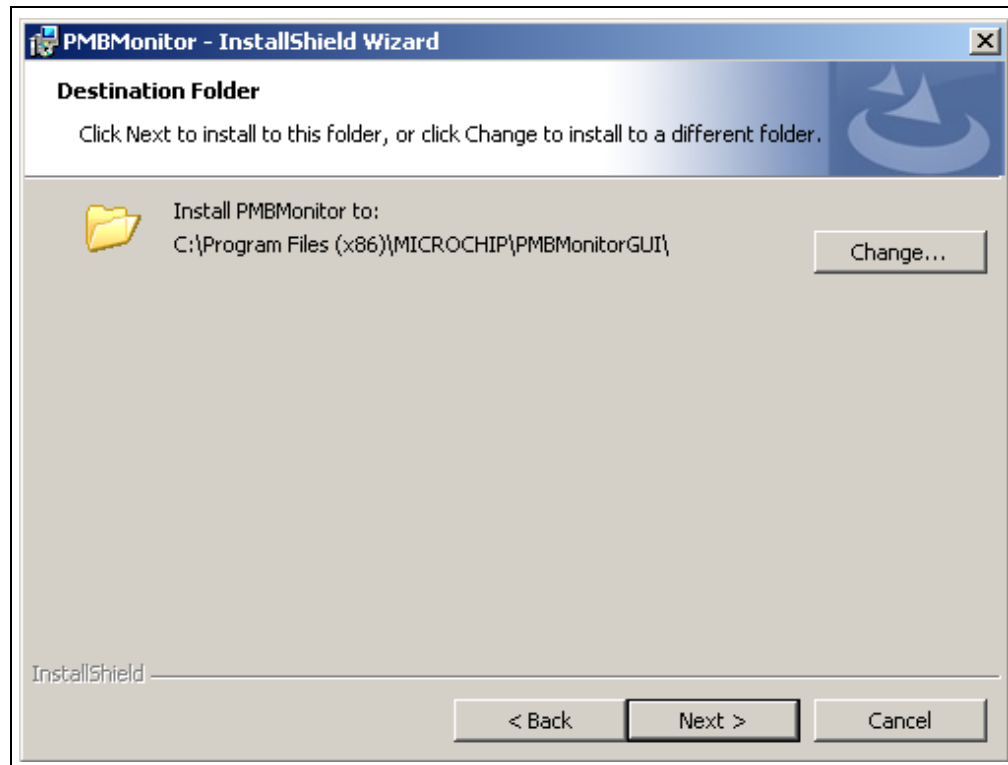 PMBMonitor - InstallShield Wizard
Destination Folder
Click Next to install to this folder, or click Change to install to a different folder.
Install PMBMonitor to:
C:\Program Files (x86)\MICROCHIP\PMBMonitorGUI\
Change...
InstallShield
< Back
Next >
Cancel